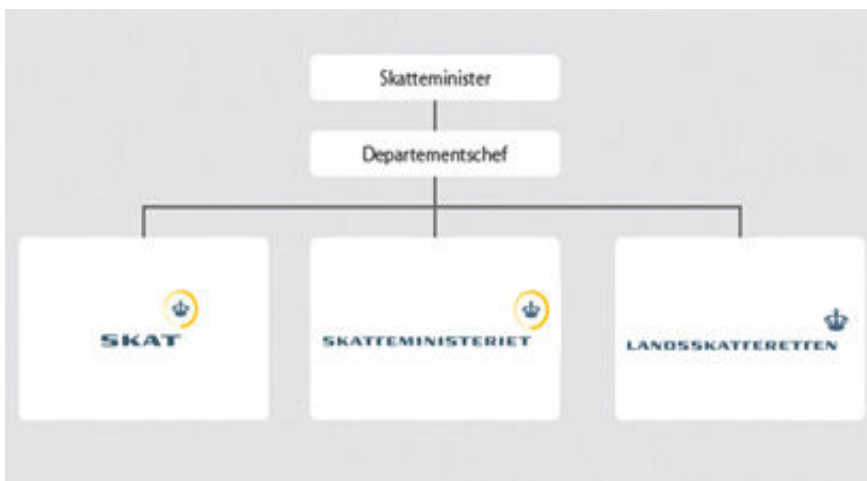 Skatteminister
Departementschef
SKAT
SKATTEMINISTERIET
LANDSSKATTERETTEN